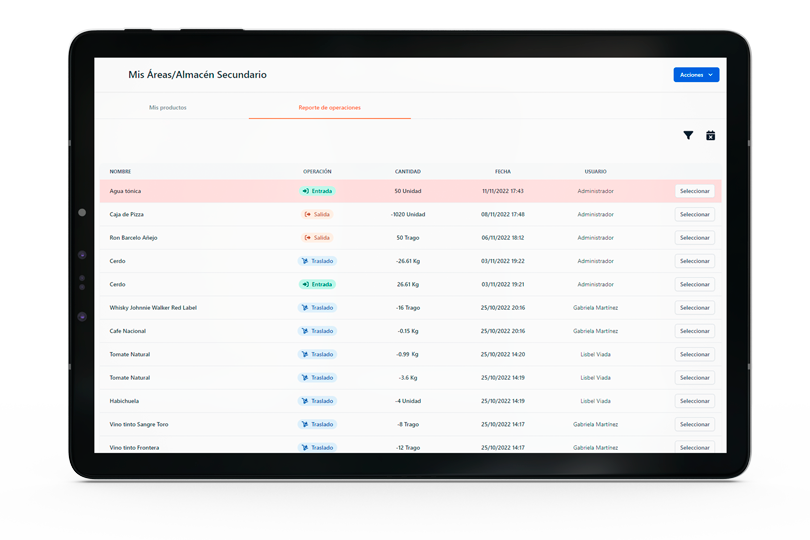 Mis Áreas/Almacén Secundario
Acciones
Mis productos Reporte de operaciones
NOMBRE OPERACIÓN CANTIDAD FECHA USUARIO
Agua tónica Entrada 50 Unidad 11/11/2022 17:43 Administrador Seleccionar
Caja de Pizza Salida -1020 Unidad 08/11/2022 17:48 Administrador Seleccionar
Ron Barcelo Añejo Salida 50 Trago 06/11/2022 18:12 Administrador Seleccionar
Cerdo Traslado -26.61 Kg 03/11/2022 19:22 Administrador Seleccionar
Cerdo Entrada 26.61 Kg 03/11/2022 19:21 Administrador Seleccionar
Whisky Johnnie Walker Red Label Traslado -16 Trago 25/10/2022 20:16 Gabriela Martínez Seleccionar
Cafe Nacional Traslado -0.15 Kg 25/10/2022 20:16 Gabriela Martínez Seleccionar
Tomate Natural Traslado -0.99 Kg 25/10/2022 14:20 Lisbel Viada Seleccionar
Tomate Natural Traslado -3.6 Kg 25/10/2022 14:19 Lisbel Viada Seleccionar
Habichuela Traslado -4 Unidad 25/10/2022 14:19 Lisbel Viada Seleccionar
Vino tinto Sangre Toro Traslado -8 Trago 25/10/2022 14:17 Gabriela Martínez Seleccionar
Vino tinto Frontera Traslado -12 Trago 25/10/2022 14:17 Gabriela Martínez Seleccionar